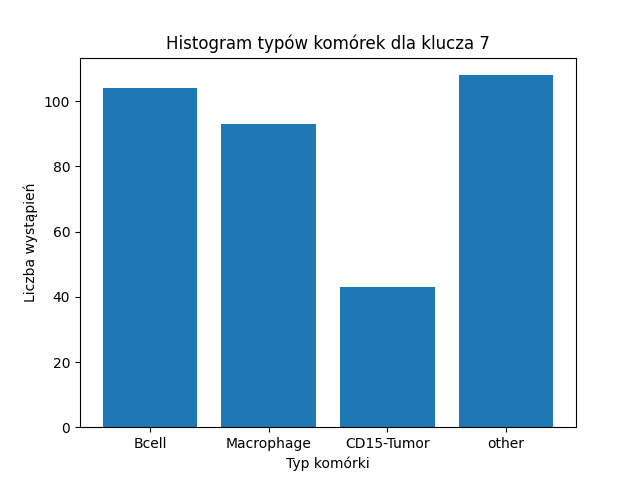 Histogram typów komórek dla klucza 7
Liczba wystąpień
100
80
60
40
20
0
Bcell Macrophage CD15-Tumor other
Typ komórki